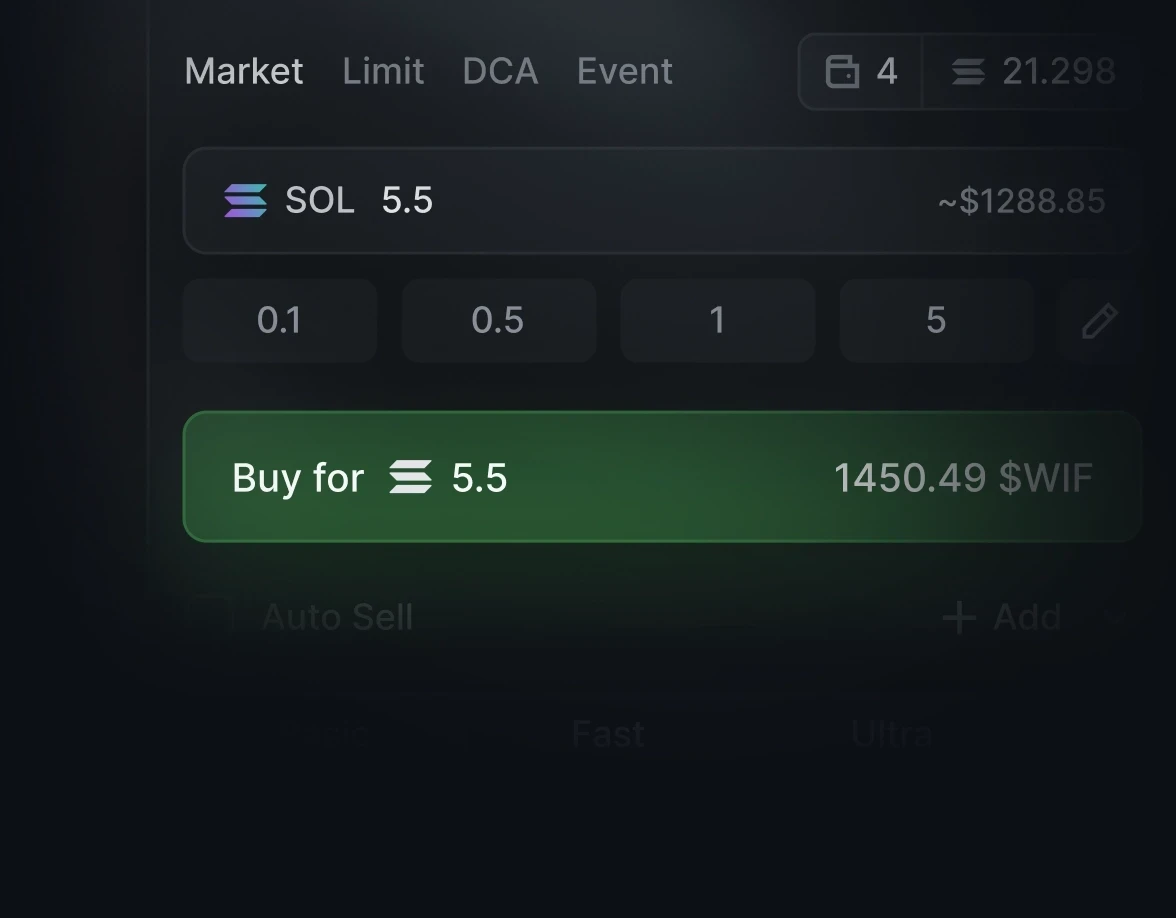 Market Limit DCA Event 4 21.298
SOL 5.5 ~$1288.85
0.1 0.5 1 5
Buy for 5.5 1450.49 $WIF
Auto Sell + Add
Fast Ultra